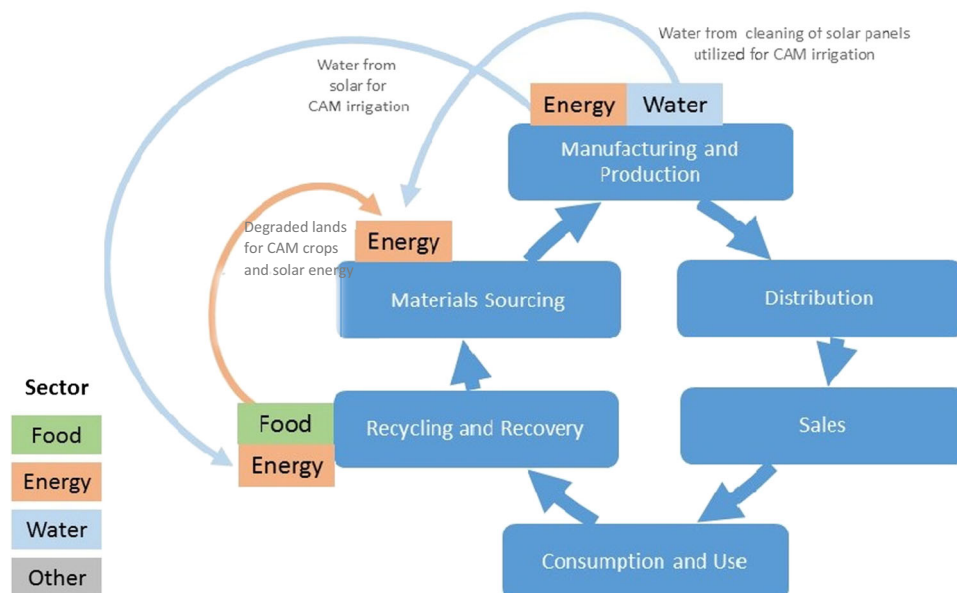 Water from cleaning of solar panels
utilized for CAM irrigation
Water from
solar for
CAM irrigation
Energy
Water
Manufacturing and
Production
Degraded lands
for CAM crops
and solar energy
Energy
Materials Sourcing
Distribution
Sector
Food
Energy
Water
Other
Food
Energy
Recycling and Recovery
Sales
Consumption and Use